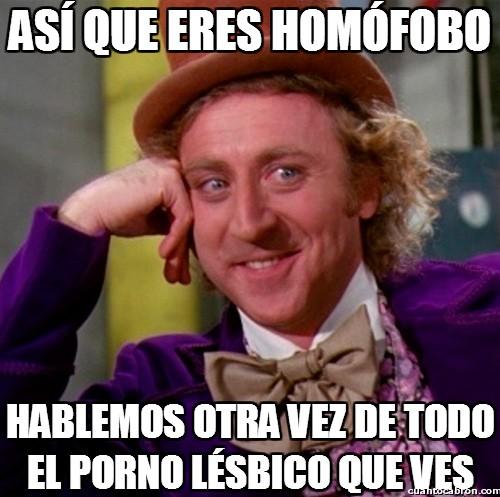 ASÍ QUE ERES HOMÓFOBO
HABLEMOS OTRA VEZ DE TODO
EL PORNO LÉSBICO QUE VES
cuantocabron.com